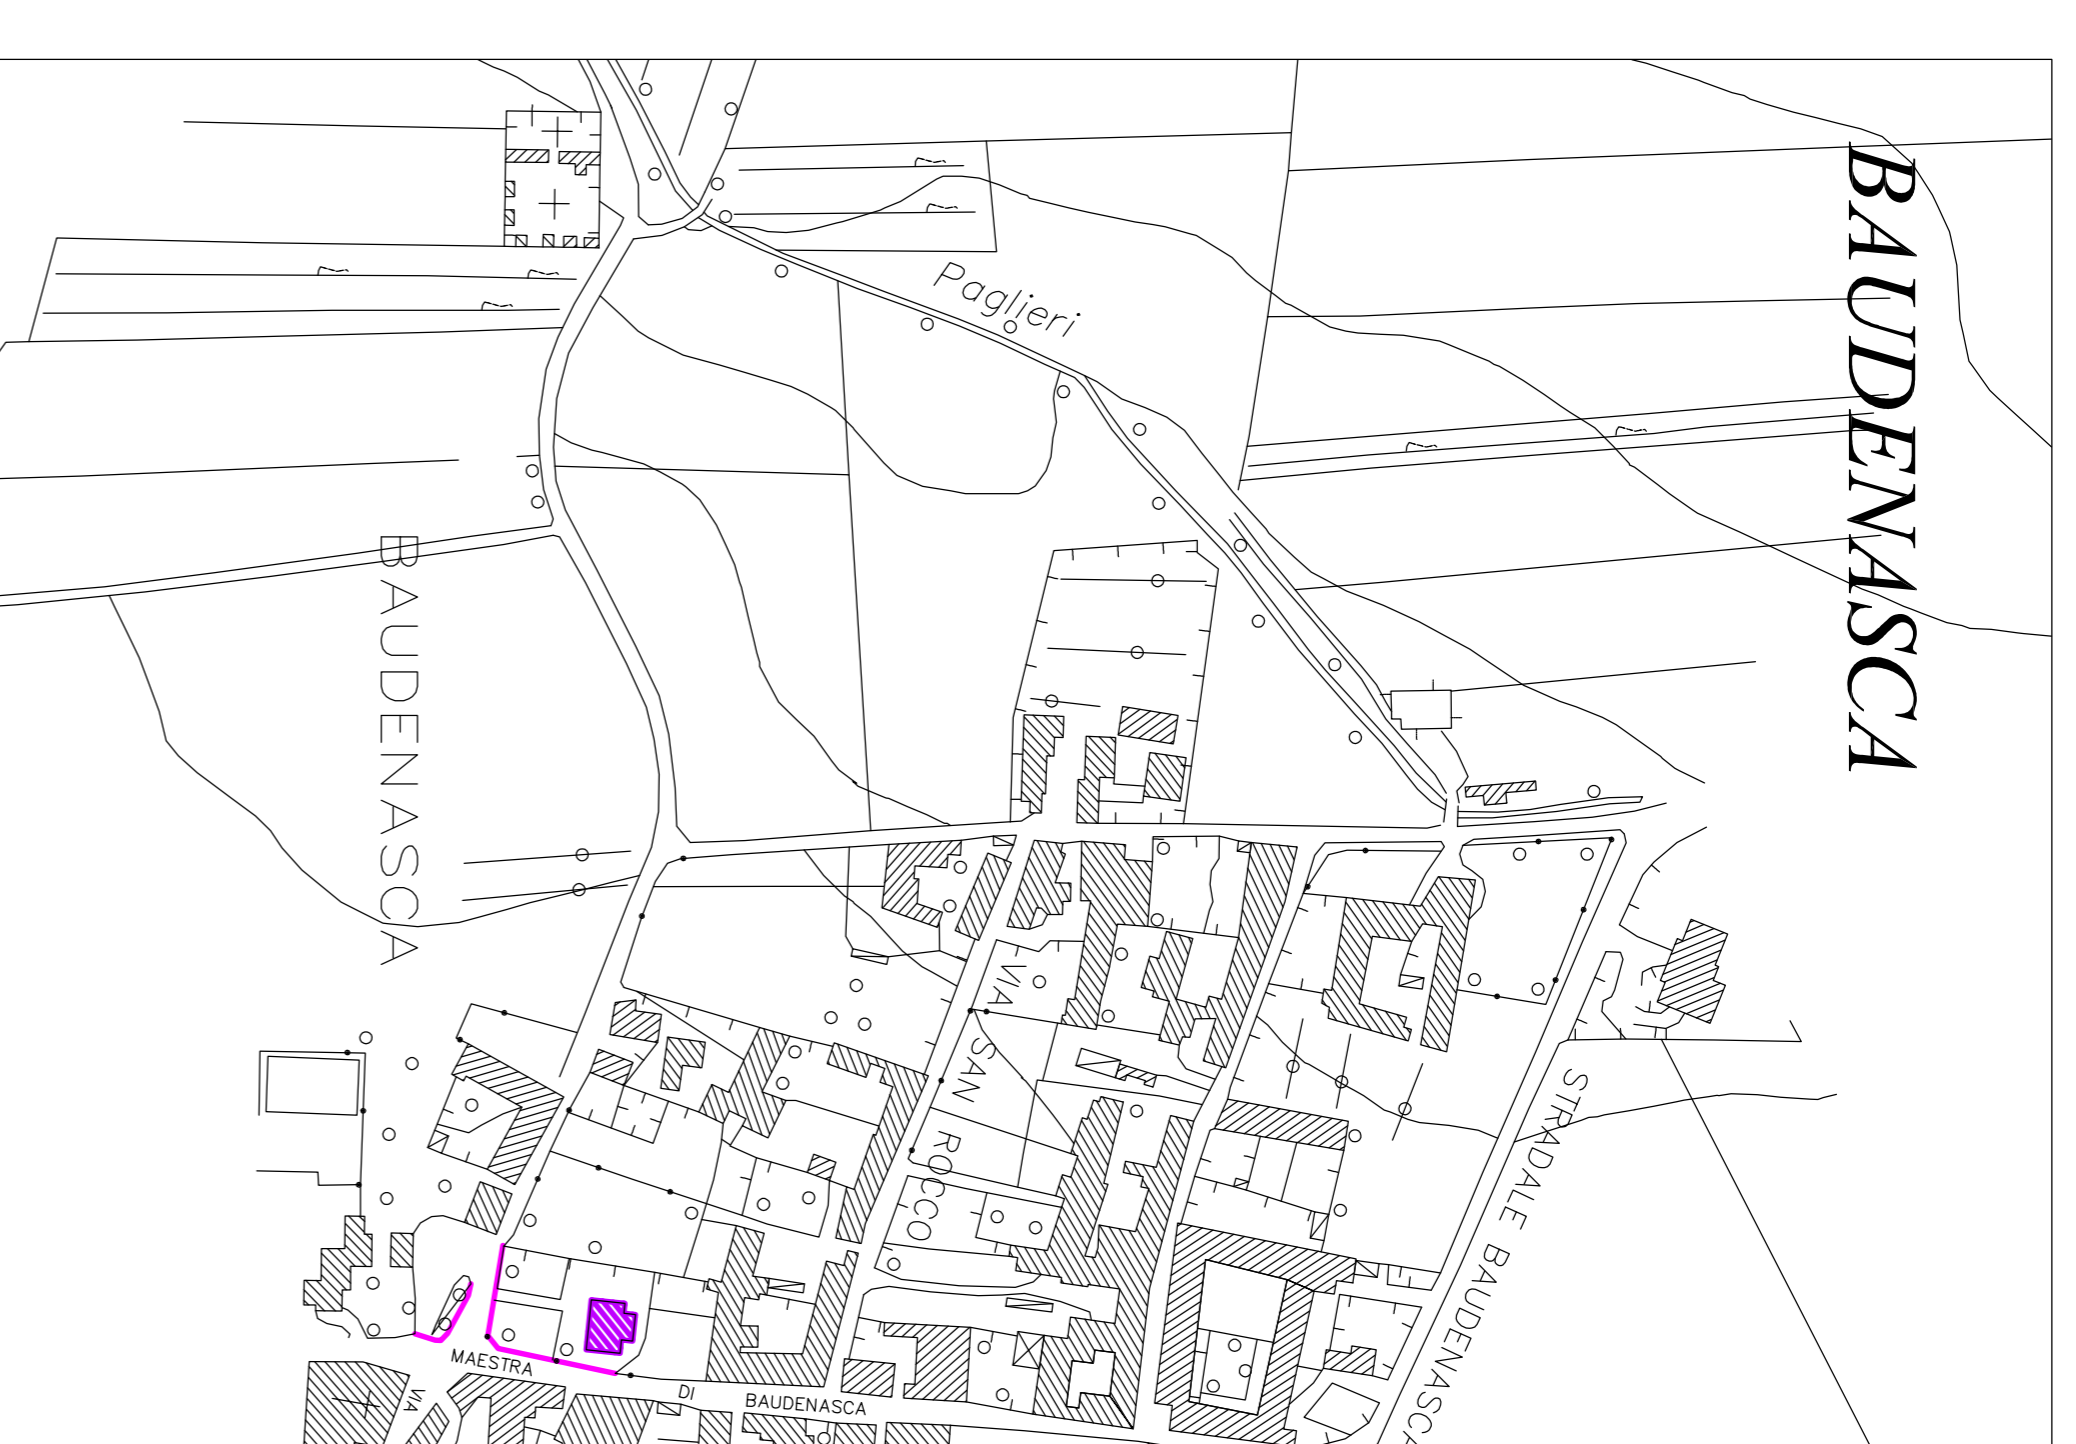 BAUDENASCA
Paglieri
BAUDENASCA
VIA SAN ROCCO
STRADALE BAUDENASCA
VIA MAESTRA DI BAUDENASCA